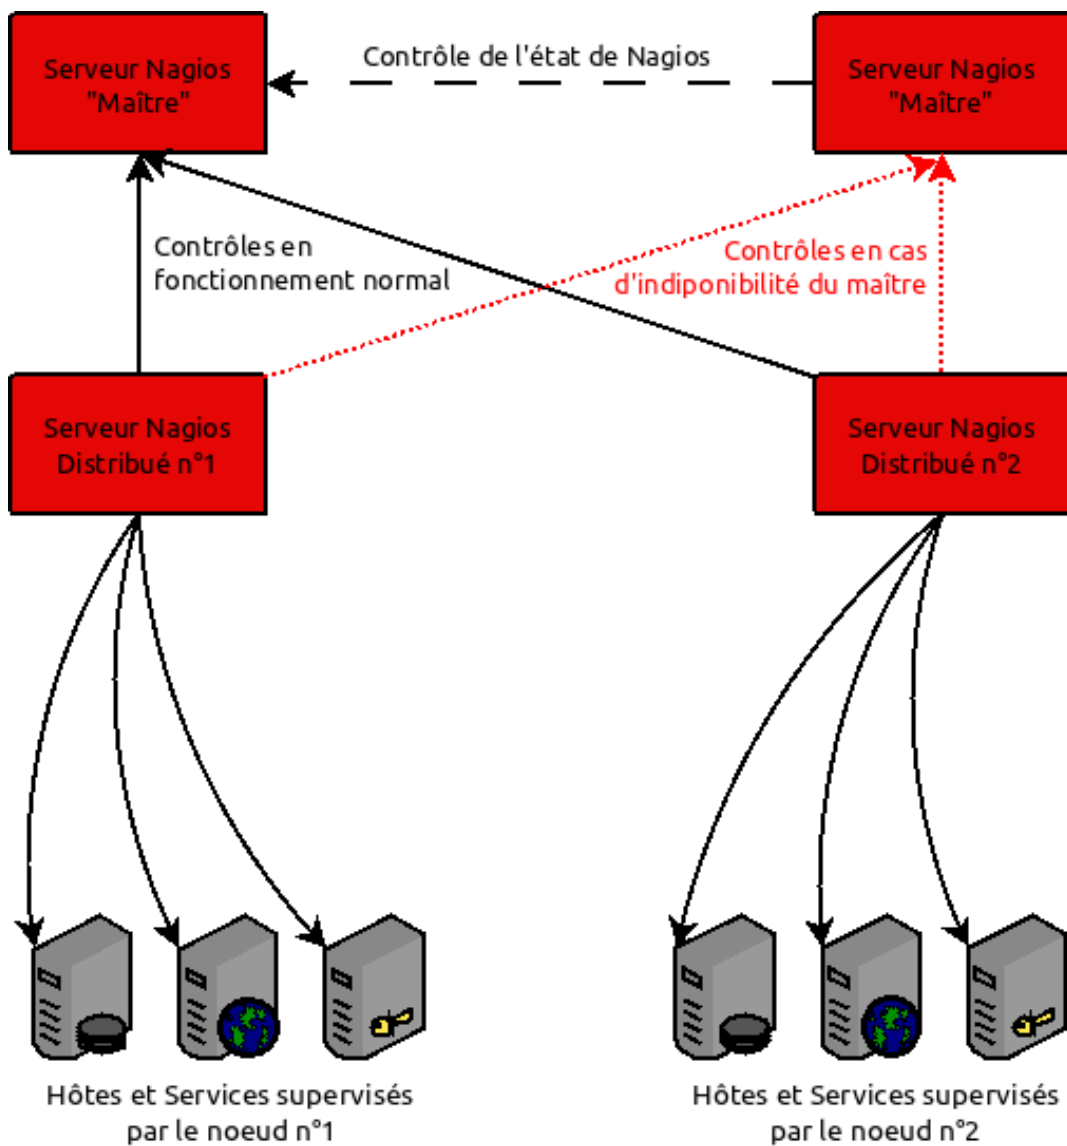 Serveur Nagios
"Maître"
Contrôle de l'état de Nagios
Serveur Nagios
"Maître"
Contrôles en
fonctionnement normal
Contrôles en cas
d'indiponibilité du maître
Serveur Nagios
Distribué n°1
Serveur Nagios
Distribué n°2
Hôtes et Services supervisés
par le noeud n°1
Hôtes et Services supervisés
par le noeud n°2